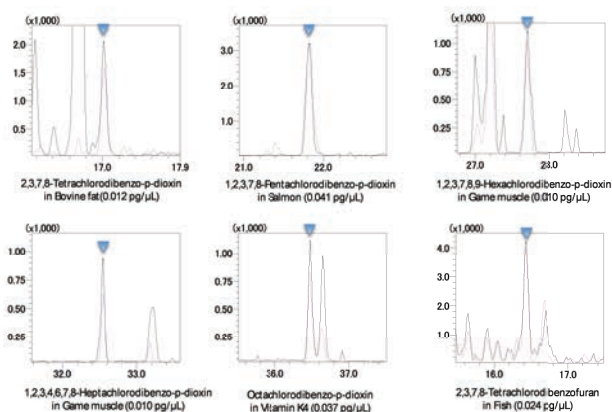 (x1,000)
2.0
1.5
1.0
0.5
17.0
17.9
2,3,7,8-Tetrachlorodibenzo-p-dioxin
in Bovine fat(0.012 pg/µL)
(x1,000)
3.0
2.0
1.0
21.0
22.0
1,2,3,7,8-Pentachlorodibenzo-p-dioxin
in Salmon (0.041 pg/µL)
(x1,000)
1.00
0.75
0.50
0.25
27.0
23.0
1,2,3,7,8,9-Hexachlorodibenzo-p-dioxin
in Game muscle (0.010 pg/µL)
(x1,000)
1.00
0.75
0.50
0.25
32.0
33.0
1,2,3,4,6,7,8-Heptachlorodibenzo-p-dioxin
in Game muscle (0.010 pg/µL)
(x1,000)
1.00
0.75
0.50
0.25
36.0
37.0
Octachlorodibenzo-p-dioxin
in Vitamin K4 (0.037 pg/µL)
(x1,000)
4.0
3.0
2.0
1.0
16.0
17.0
2,3,7,8-Tetrachlorodibenzofuran
in Fish (0.024 pg/µL)